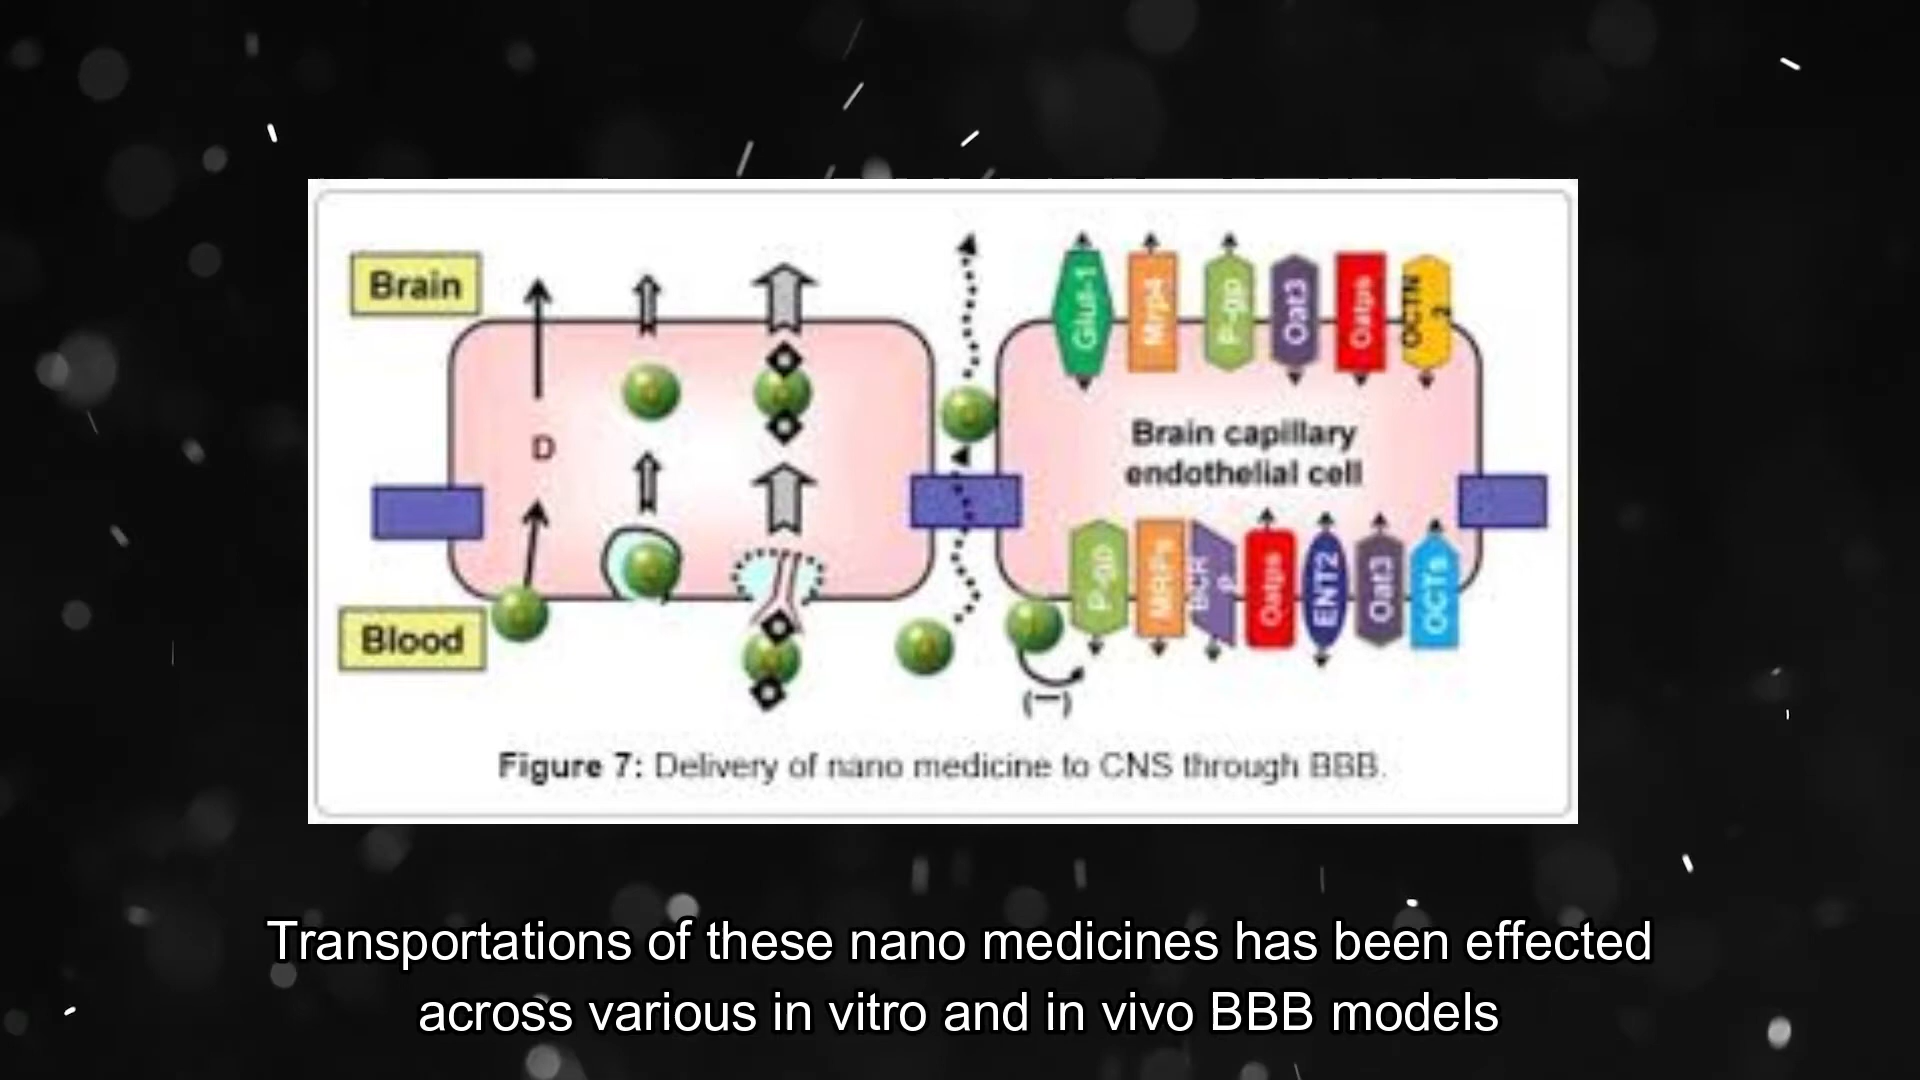 Brain
Glut-1
Mrp4
P-gp
Oat3
Oatps
OCTN
2
D
Brain capillary
endothelial cell
P-gp
MRPs
BCR
P
Oatps
ENT2
Oat3
OCTs
Blood
(—)
Figure 7: Delivery of nano medicine to CNS through BBB.
Transportations of these nano medicines has been effected
across various in vitro and in vivo BBB models